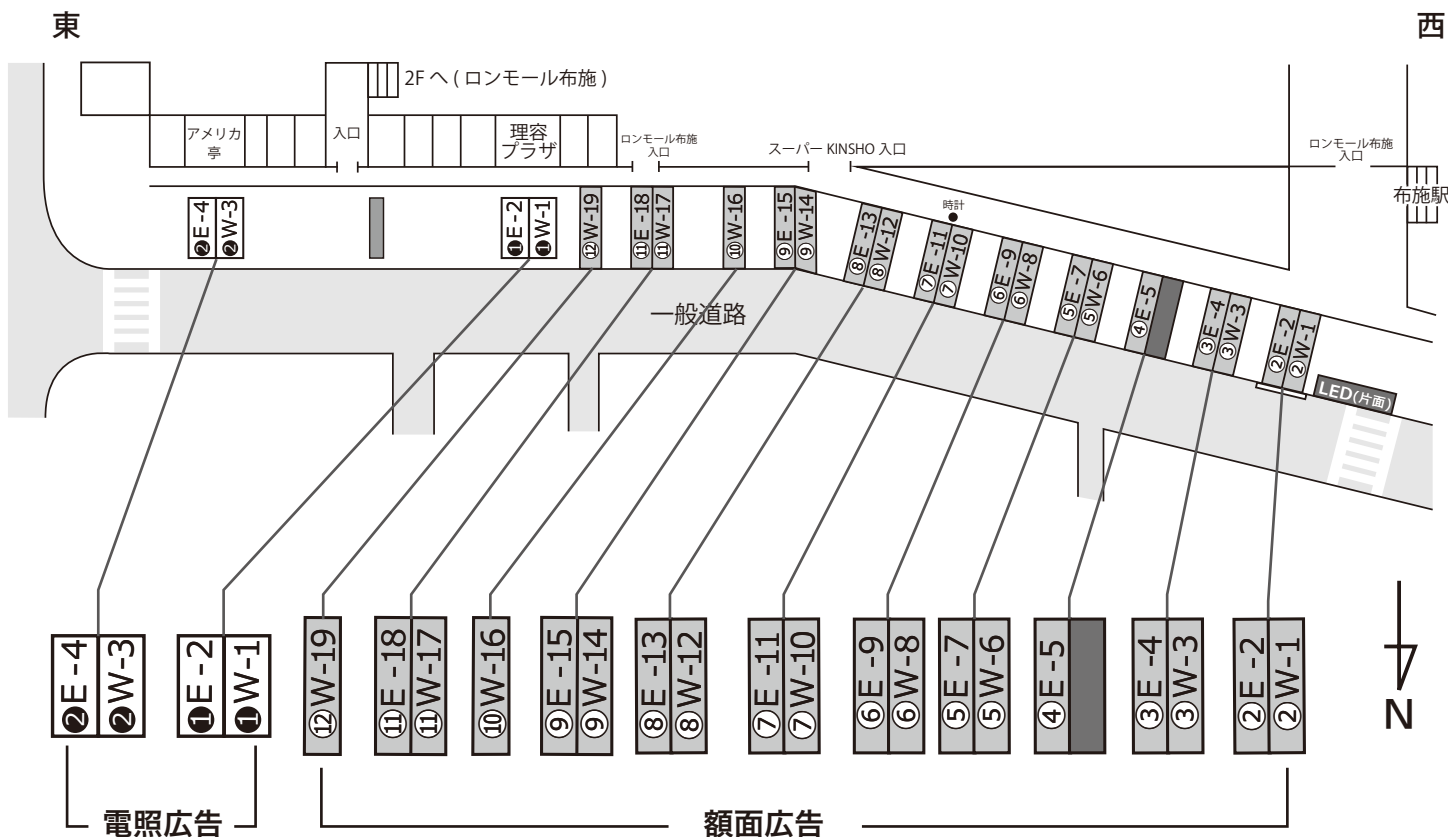 東
西
2F へ ( ロンモール布施 )
アメリカ
亭
入口
理容
プラザ
ロンモール布施
入口
スーパー KINSHO 入口
ロンモール布施
入口
布施駅
時計
❷E-4
❷W-3
❶E-2
❶W-1
⑫W-19
⑪E -18
⑪W-17
⑩W-16
⑨E -15
⑨W-14
⑧E -13
⑧W-12
⑦E -11
⑦W-10
⑥E -9
⑥W-8
⑤E -7
⑤W-6
④E-5
③E -4
③W-3
②E -2
②W-1
LED(片面)
一般道路
❷E-4
❷W-3
❶E-2
❶W-1
⑫W-19
⑪E -18
⑪W-17
⑩W-16
⑨E -15
⑨W-14
⑧E -13
⑧W-12
⑦E -11
⑦W-10
⑥E -9
⑥W-8
⑤E -7
⑤W-6
④E-5
③E -4
③W-3
②E -2
②W-1
N
電照広告
額面広告